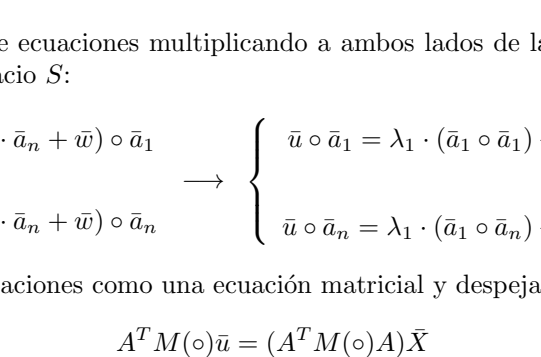 e ecuaciones multiplicando a ambos lados de la
acio S:
· ā_n + w̄) ∘ ā_1 ⟶ { ū ∘ ā_1 = λ_1 · (ā_1 ∘ ā_1)
· ā_n + w̄) ∘ ā_n ū ∘ ā_n = λ_1 · (ā_1 ∘ ā_n)
aciones como una ecuación matricial y despeja
A^T M(∘)ū = (A^T M(∘)A)X̄